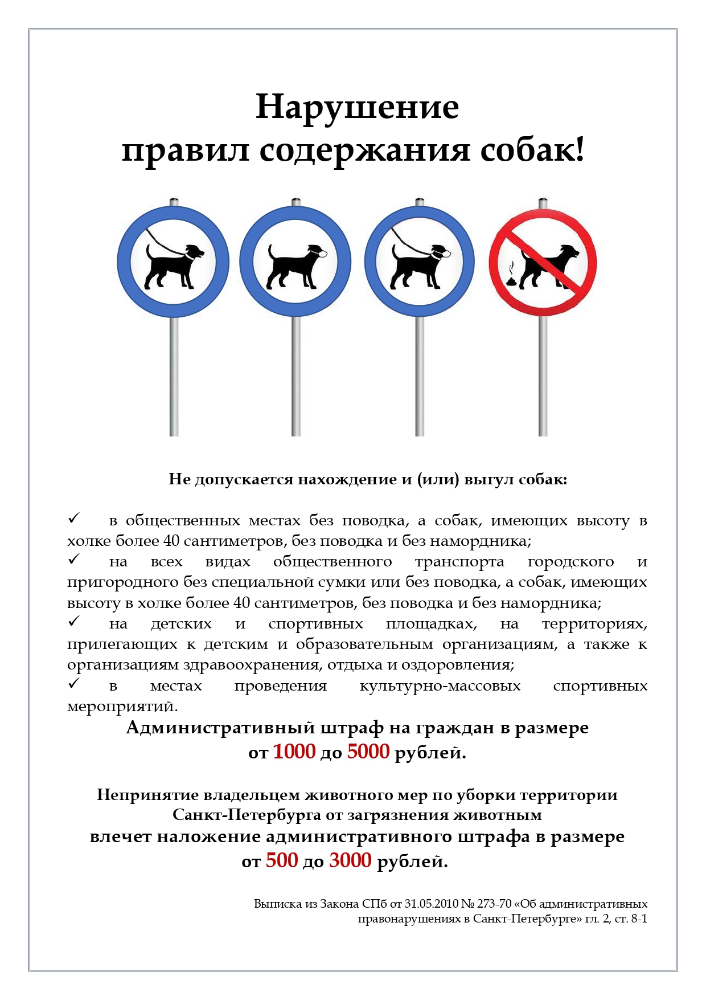 Нарушение
правил содержания собак!
Не допускается нахождение и (или) выгул собак:
✓ в общественных местах без поводка, а собак, имеющих высоту в
холке более 40 сантиметров, без поводка и без намордника;
✓ на всех видах общественного транспорта городского и
пригородного без специальной сумки или без поводка, а собак, имеющих
высоту в холке более 40 сантиметров, без поводка и без намордника;
✓ на детских и спортивных площадках, на территориях,
прилегающих к детским и образовательным организациям, а также к
организациям здравоохранения, отдыха и оздоровления;
✓ в местах проведения культурно-массовых спортивных
мероприятий.
Административный штраф на граждан в размере
от 1000 до 5000 рублей.
Непринятие владельцем животного мер по уборки территории
Санкт-Петербурга от загрязнения животным
влечет наложение административного штрафа в размере
от 500 до 3000 рублей.
Выписка из Закона СПб от 31.05.2010 № 273-70 «Об административных
правонарушениях в Санкт-Петербурге» гл. 2, ст. 8-1